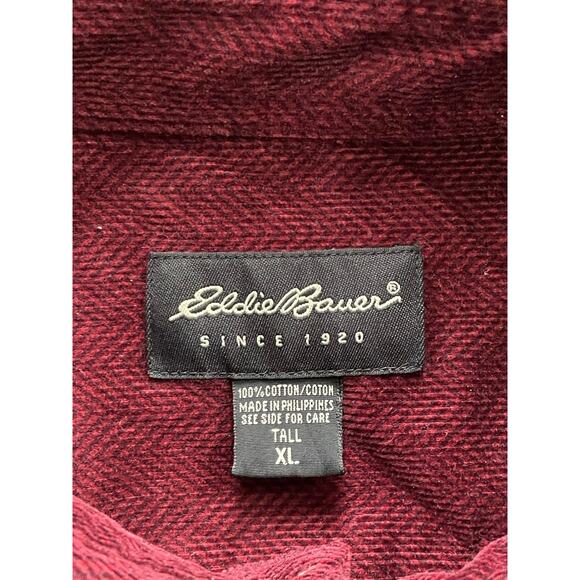 Eddie Bauer®
SINCE 1920
100% COTTON/COTON
MADE IN PHILIPPINES
SEE SIDE FOR CARE
TALL
XL